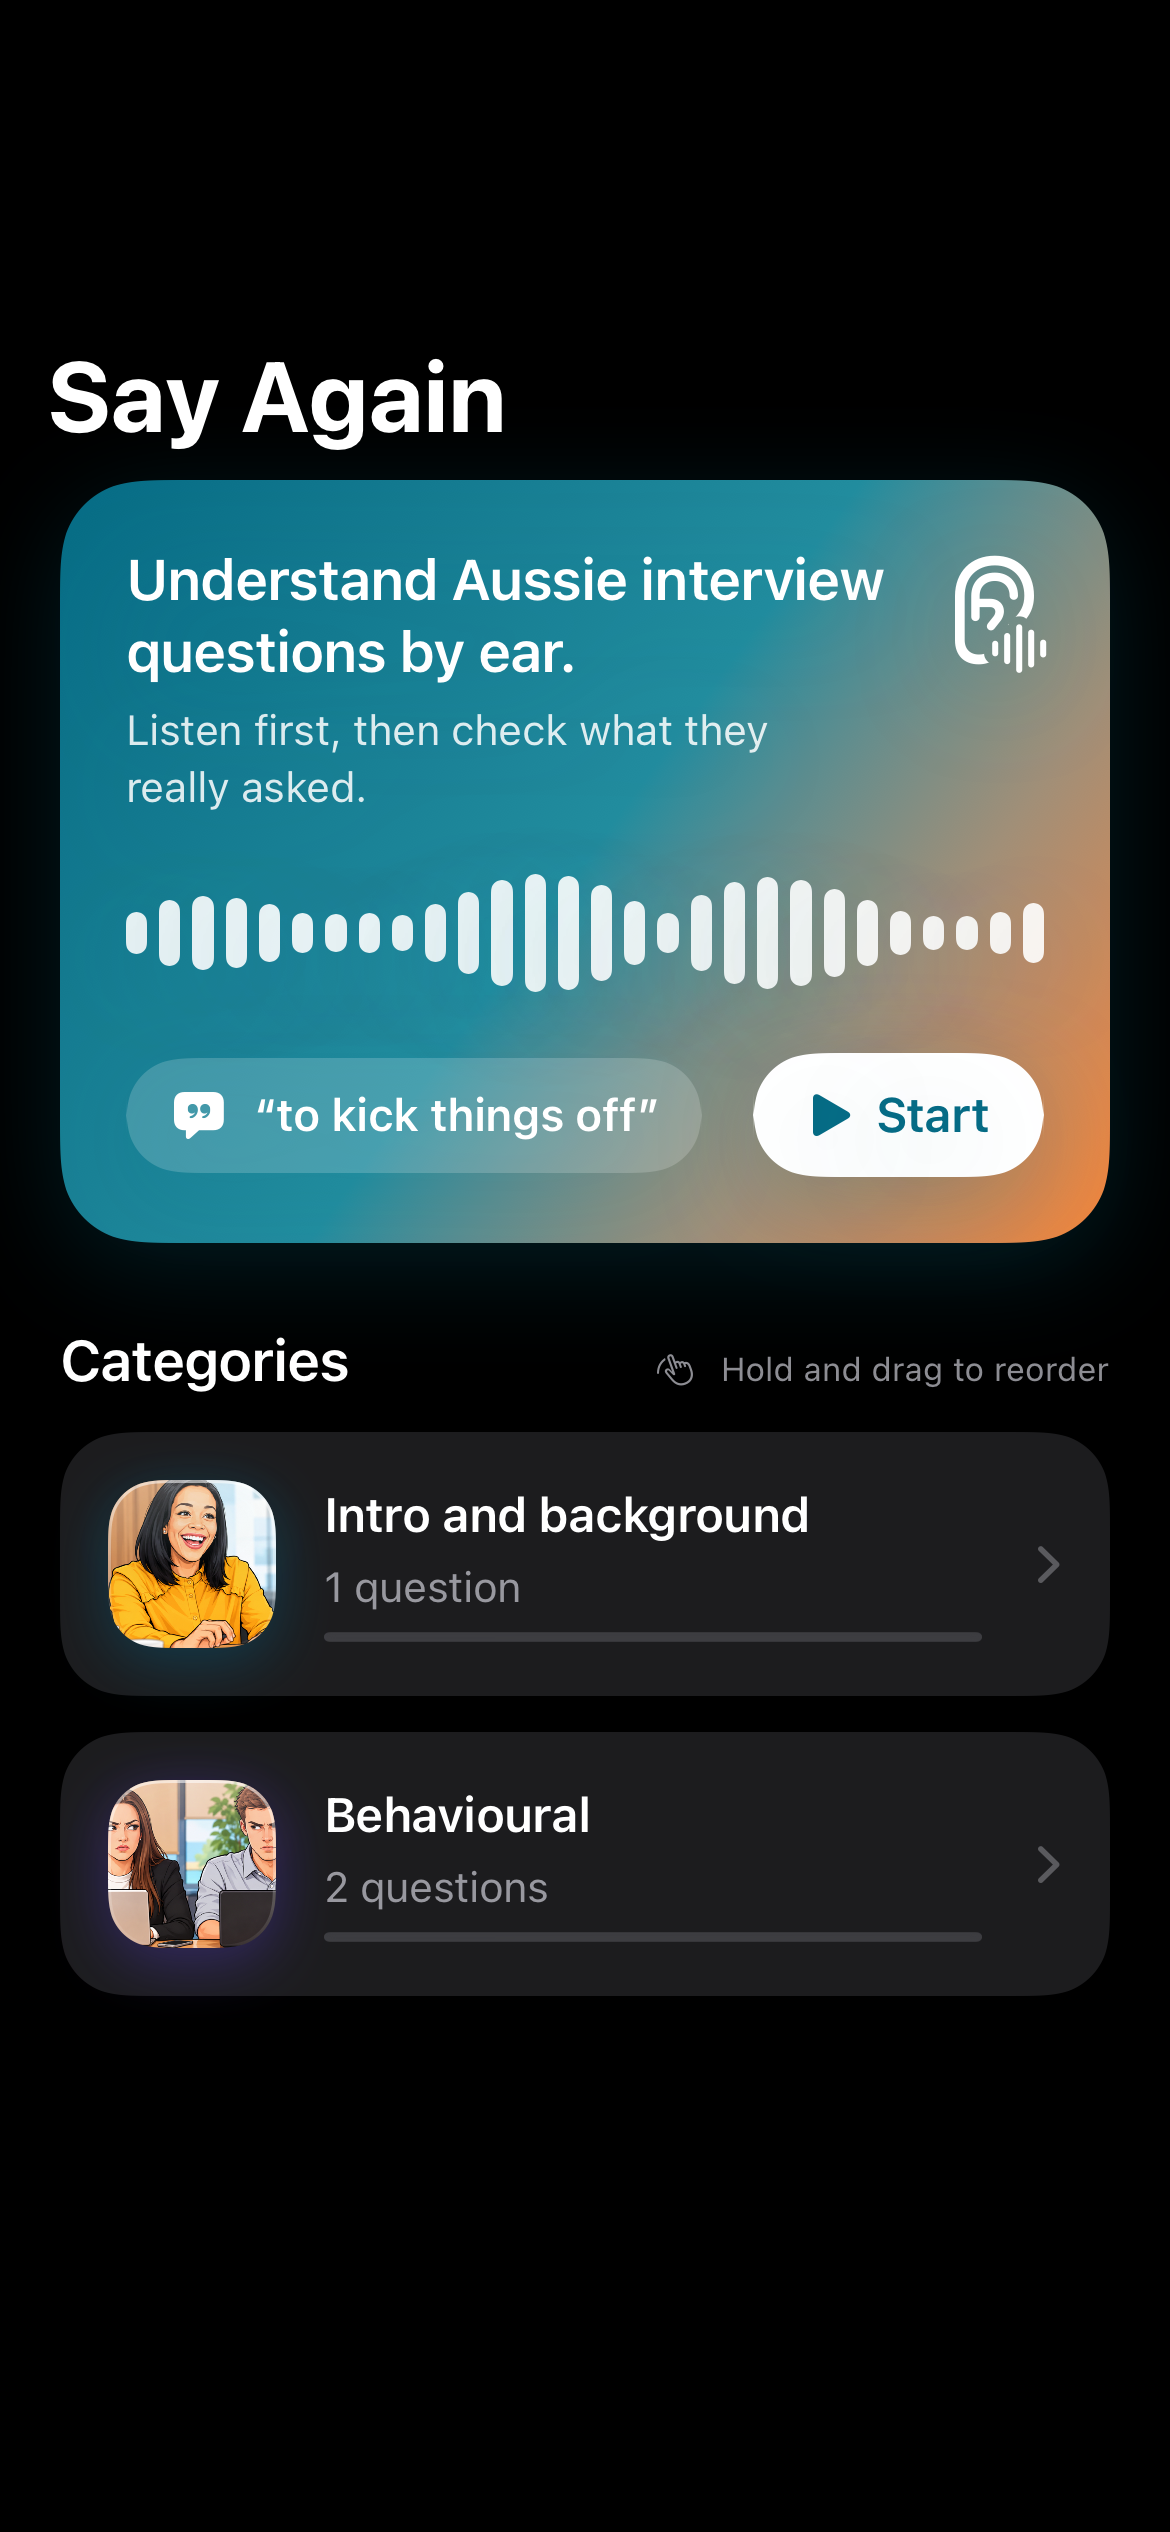 Say Again
Understand Aussie interview
questions by ear.
Listen first, then check what they
really asked.
“to kick things off”
Start
Categories
Hold and drag to reorder
Intro and background
1 question
Behavioural
2 questions